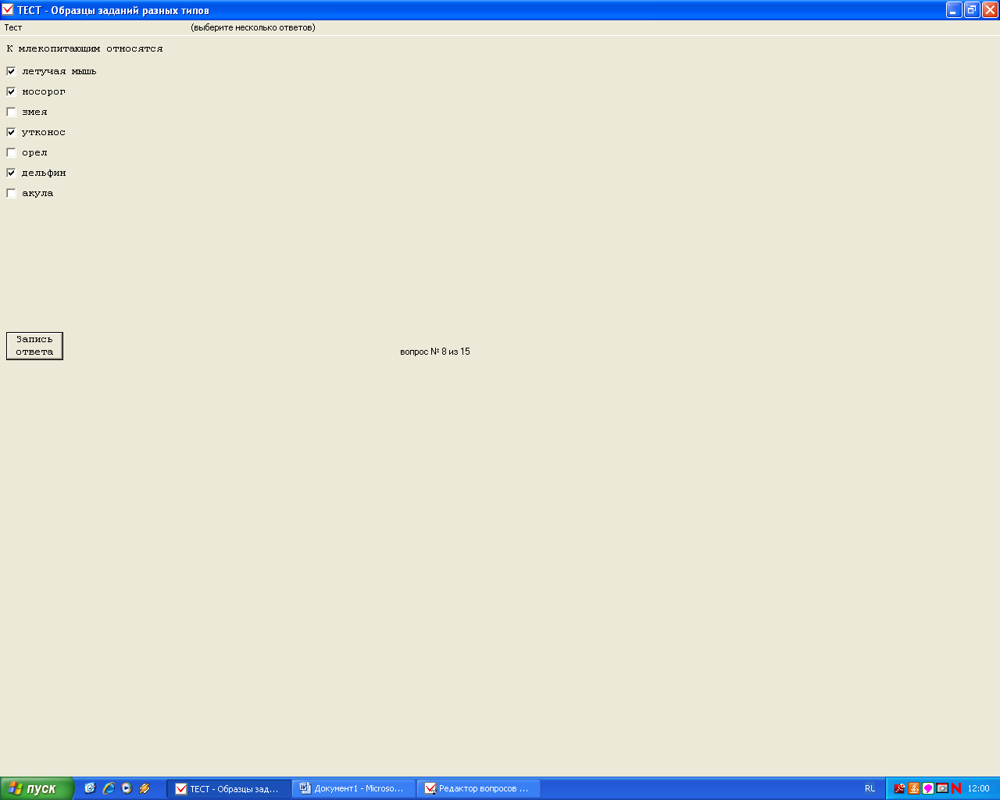 ТЕСТ - Образцы заданий разных типов
Тест (выберите несколько ответов)
К млекопитающим относятся
летучая мышь
носорог
змея
утконос
орел
дельфин
акула
Запись
ответа
вопрос № 8 из 15
пуск ТЕСТ - Образцы зад... Документ1 - Microso... Редактор вопросов ... RL 12:00